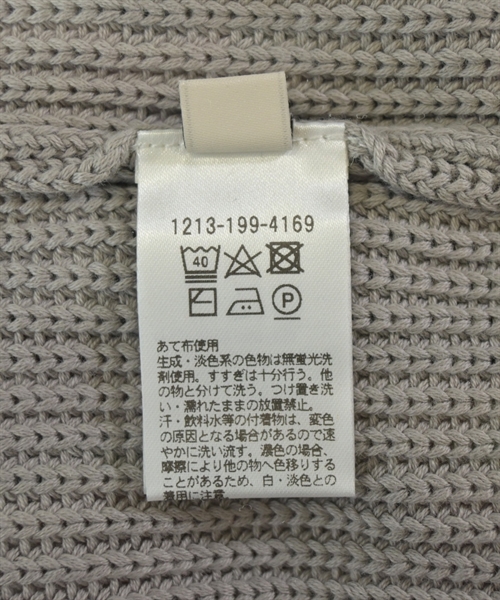 1213-199-4169
40
P
あて布使用
生成・淡色系の色物は無蛍光洗
剤使用。すすぎは十分行う。他
の物と分けて洗う。つけ置き洗
い・濡れたままの放置禁止。
汗・飲料水等の付着物は、変色
の原因となる場合があるので速
やかに洗い流す。濃色の場合、
摩擦により他の物へ色移りする
ことがあるため、白・淡色との
着用に注意